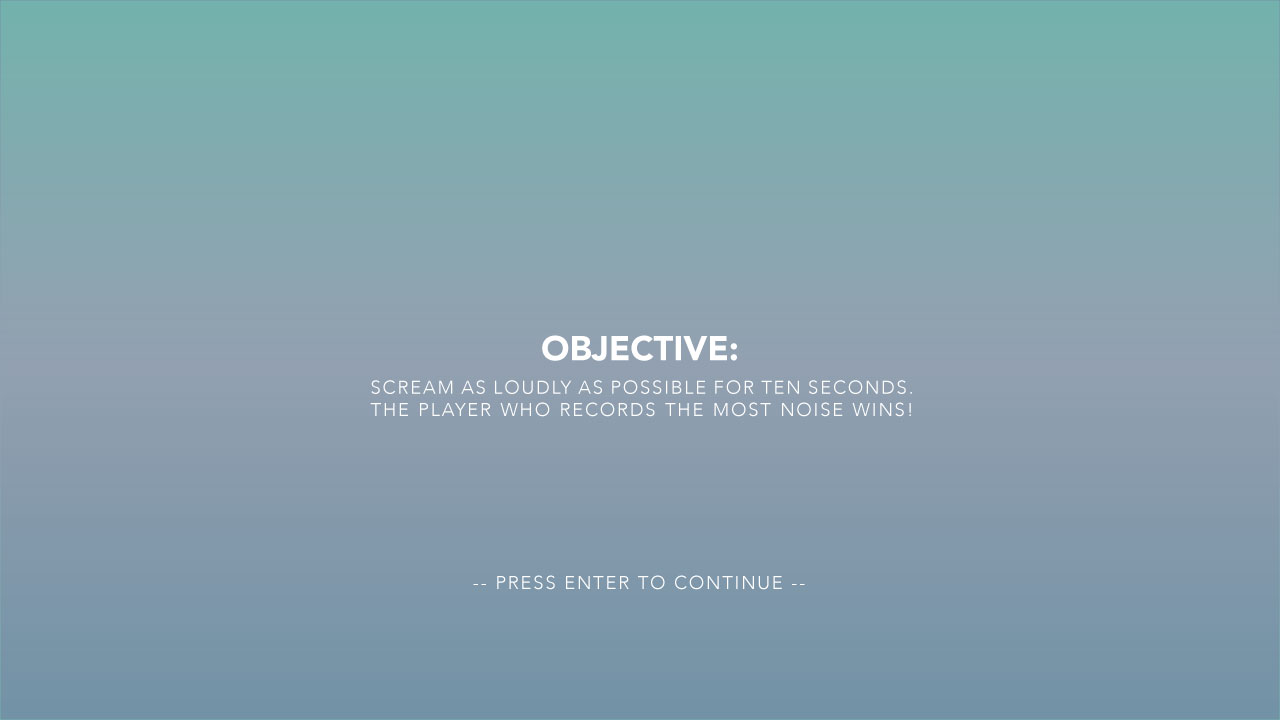 OBJECTIVE:
SCREAM AS LOUDLY AS POSSIBLE FOR TEN SECONDS.
THE PLAYER WHO RECORDS THE MOST NOISE WINS!
-- PRESS ENTER TO CONTINUE --